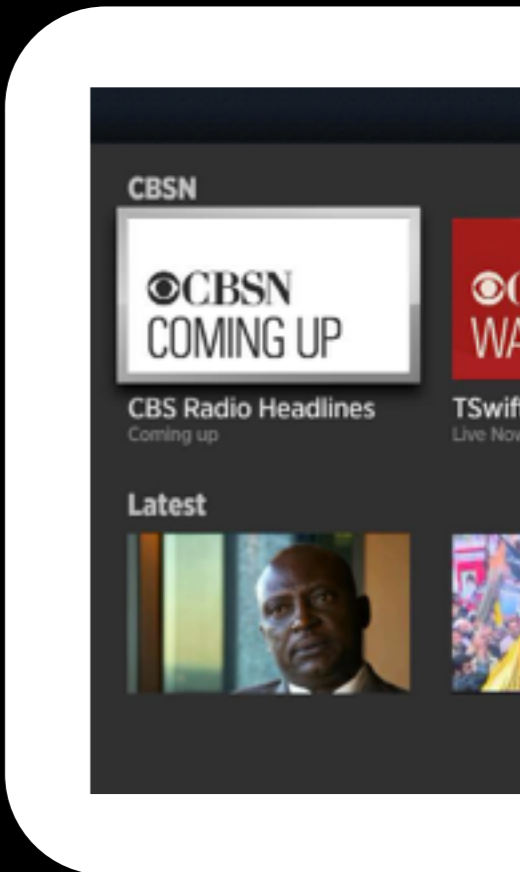 CBSN
CBSN
COMING UP
CBS Radio Headlines
Coming up
Latest